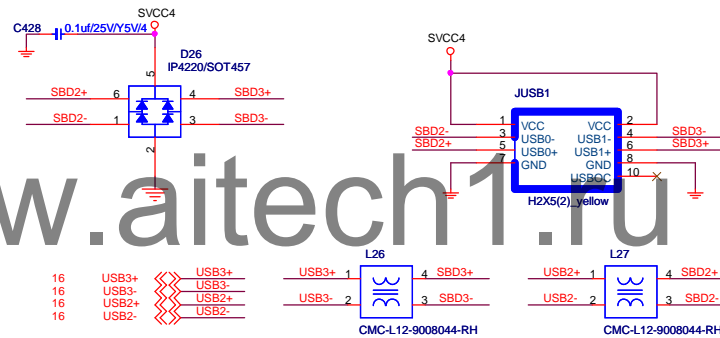 SVCC4
C428 0.1uf/25V/Y5V/4
D26
IP4220/SOT457
5
SBD2+ 6 4 SBD3+
SBD2- 1 3 SBD3-
2
SVCC4
JUSB1
1 VCC VCC 2
SBD2- 3 USB0- USB1- 4 SBD3-
SBD2+ 5 USB0+ USB1+ 6 SBD3+
7 GND GND 8
USBOC 10
H2X5(2)_yellow
w.aitech1.ru
16 USB3+ USB3+
16 USB3- USB3-
16 USB2+ USB2+
16 USB2- USB2-
L26
USB3+ 1 4 SBD3+
USB3- 2 3 SBD3-
CMC-L12-9008044-RH
L27
USB2+ 1 4 SBD2+
USB2- 2 3 SBD2-
CMC-L12-9008044-RH